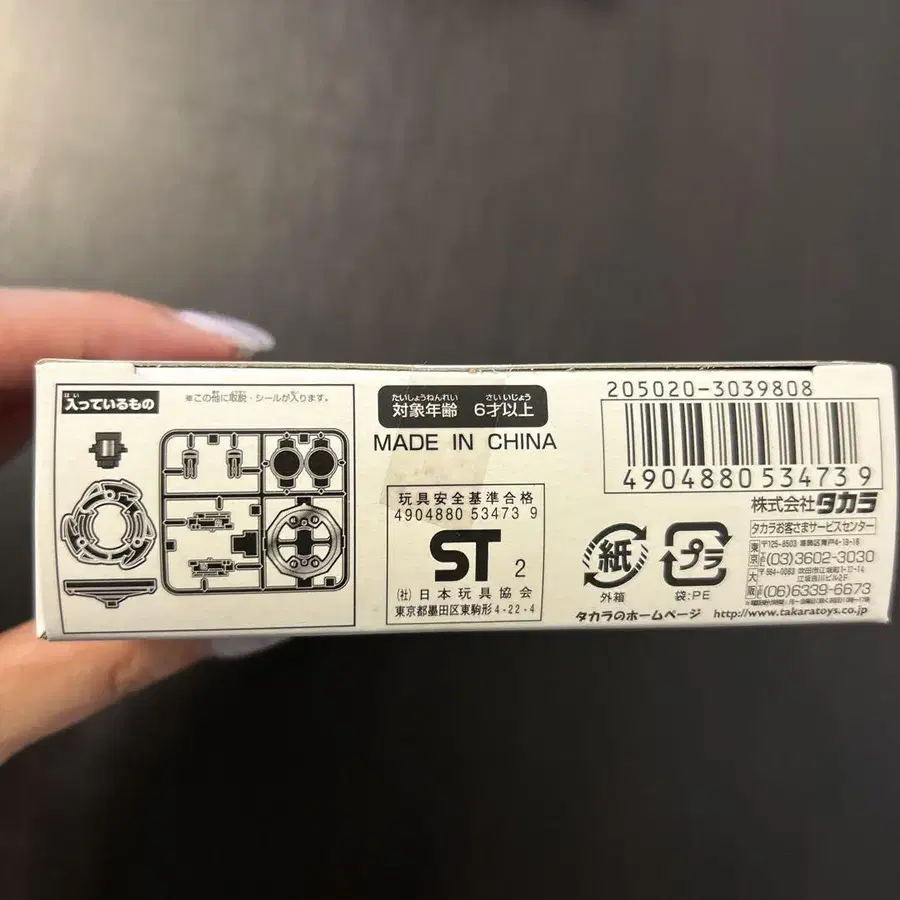 はい
入っているもの
※この他に取説・シールが入ります。
たいしょうねんれい さいいじょう
対象年齢 6才以上
MADE IN CHINA
玩具安全基準合格
4904880 53473 9
ST 2
(社)日本玩具協会
東京都墨田区東駒形4-22-4
205020-3039808
4904880534739
株式会社タカラ
タカラお客さまサービスセンター
東京
〒125-8503
(03)3602-3030
大阪
(06)6339-6673
紙
外箱
プラ
袋:PE
タカラのホームページ http://www.takaratoys.co.jp